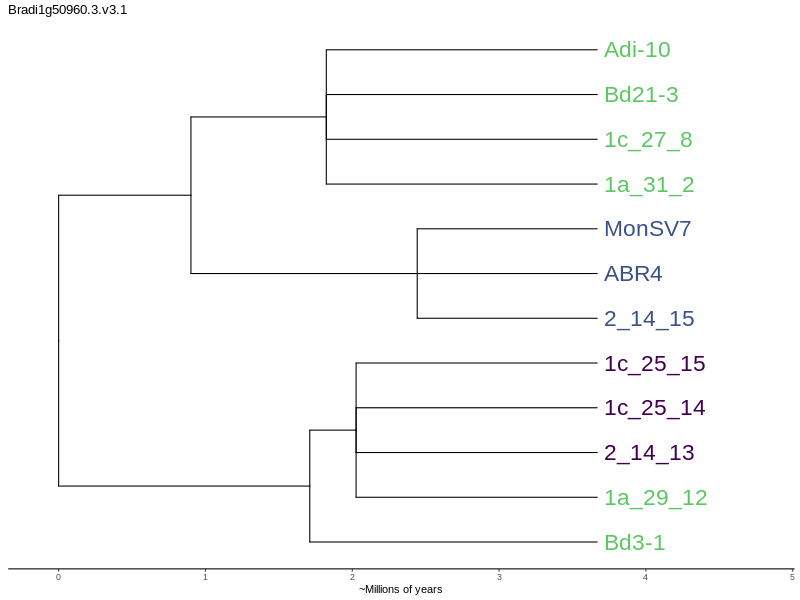 Bradi1g50960.3.v3.1
Adi-10
Bd21-3
1c_27_8
1a_31_2
MonSV7
ABR4
2_14_15
1c_25_15
1c_25_14
2_14_13
1a_29_12
Bd3-1
0 1 2 3 4 5
~Millions of years